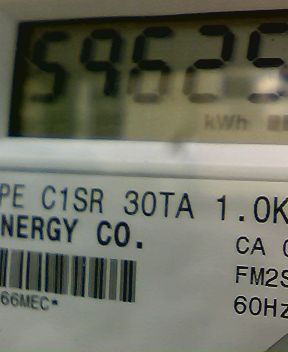 59625
kWh
PE C1SR 30TA 1.0K
NERGY CO.
CA
FM2S
66MEC*
60Hz